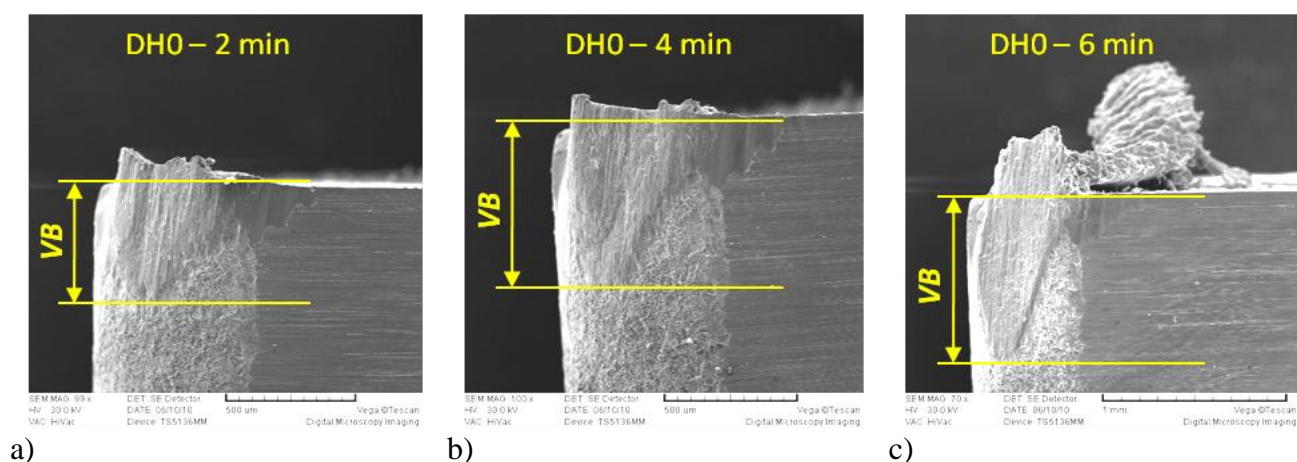 DH0 – 2 min
VB
SEM MAG: 99 x DET: SE Detector
HV: 30.0 kV DATE: 06/10/10 500 um Vega ©Tescan
VAC: HiVac Device: TS5136MM Digital Microscopy Imaging
a)
DH0 – 4 min
VB
SEM MAG: 100 x DET: SE Detector
HV: 30.0 kV DATE: 06/10/10 500 um Vega ©Tescan
VAC: HiVac Device: TS5136MM Digital Microscopy Imaging
b)
DH0 – 6 min
VB
SEM MAG: 70 x DET: SE Detector
HV: 30.0 kV DATE: 06/10/10 1 mm Vega ©Tescan
VAC: HiVac Device: TS5136MM Digital Microscopy Imaging
c)